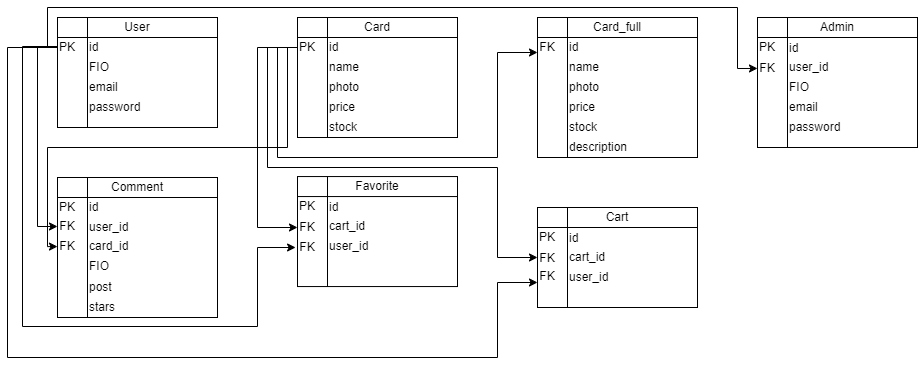 User
PK id
FIO
email
password
Card
PK id
name
photo
price
stock
Card_full
FK id
name
photo
price
stock
description
Admin
PK id
FK user_id
FIO
email
password
Comment
PK id
FK user_id
FK card_id
FIO
post
stars
Favorite
PK id
FK cart_id
FK user_id
Cart
PK id
FK cart_id
FK user_id